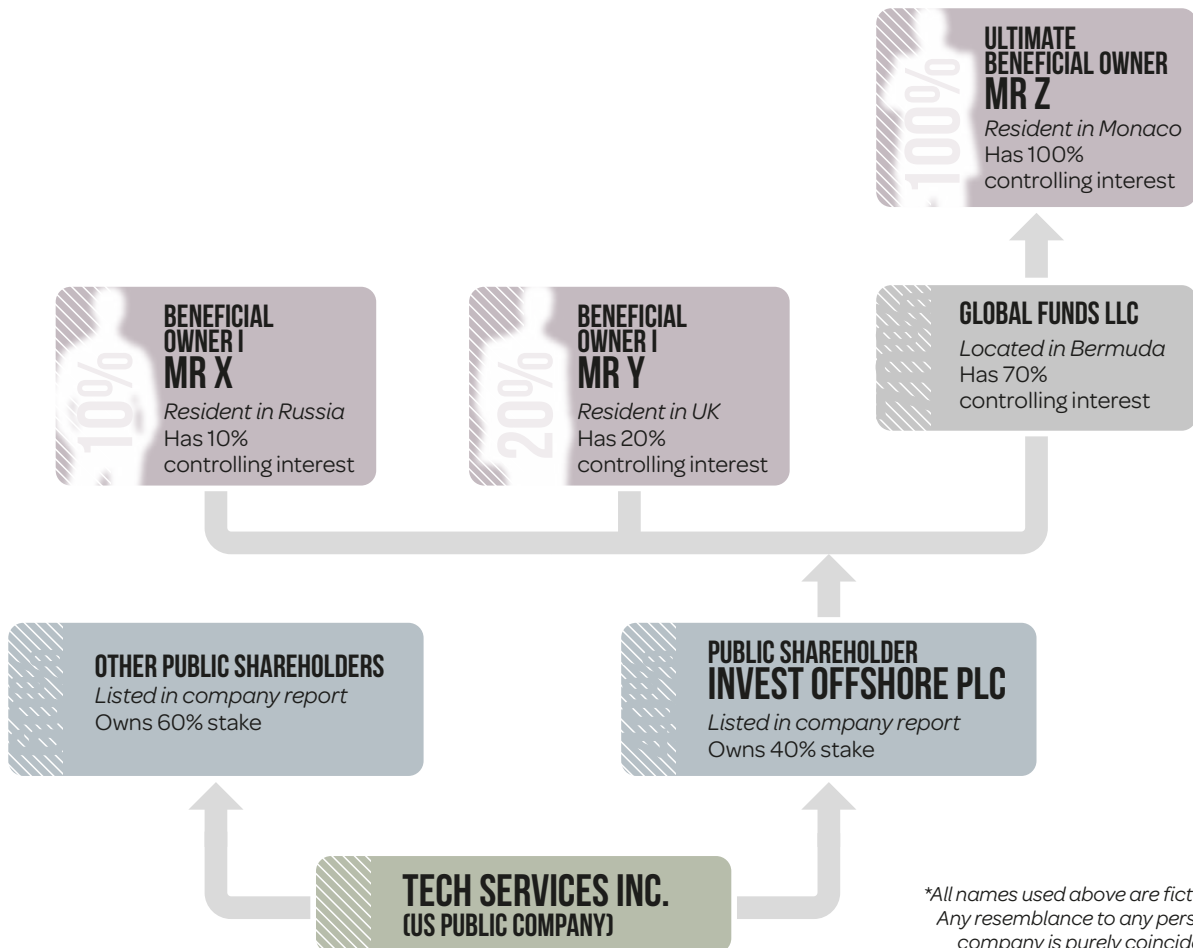 ULTIMATE
BENEFICIAL OWNER
MR Z
Resident in Monaco
Has 100%
controlling interest
100%
BENEFICIAL
OWNER I
MR X
Resident in Russia
Has 10%
controlling interest
10%
BENEFICIAL
OWNER I
MR Y
Resident in UK
Has 20%
controlling interest
20%
GLOBAL FUNDS LLC
Located in Bermuda
Has 70%
controlling interest
OTHER PUBLIC SHAREHOLDERS
Listed in company report
Owns 60% stake
PUBLIC SHAREHOLDER
INVEST OFFSHORE PLC
Listed in company report
Owns 40% stake
TECH SERVICES INC.
(US PUBLIC COMPANY)
*All names used above are fict
Any resemblance to any pers
company is purely coincide